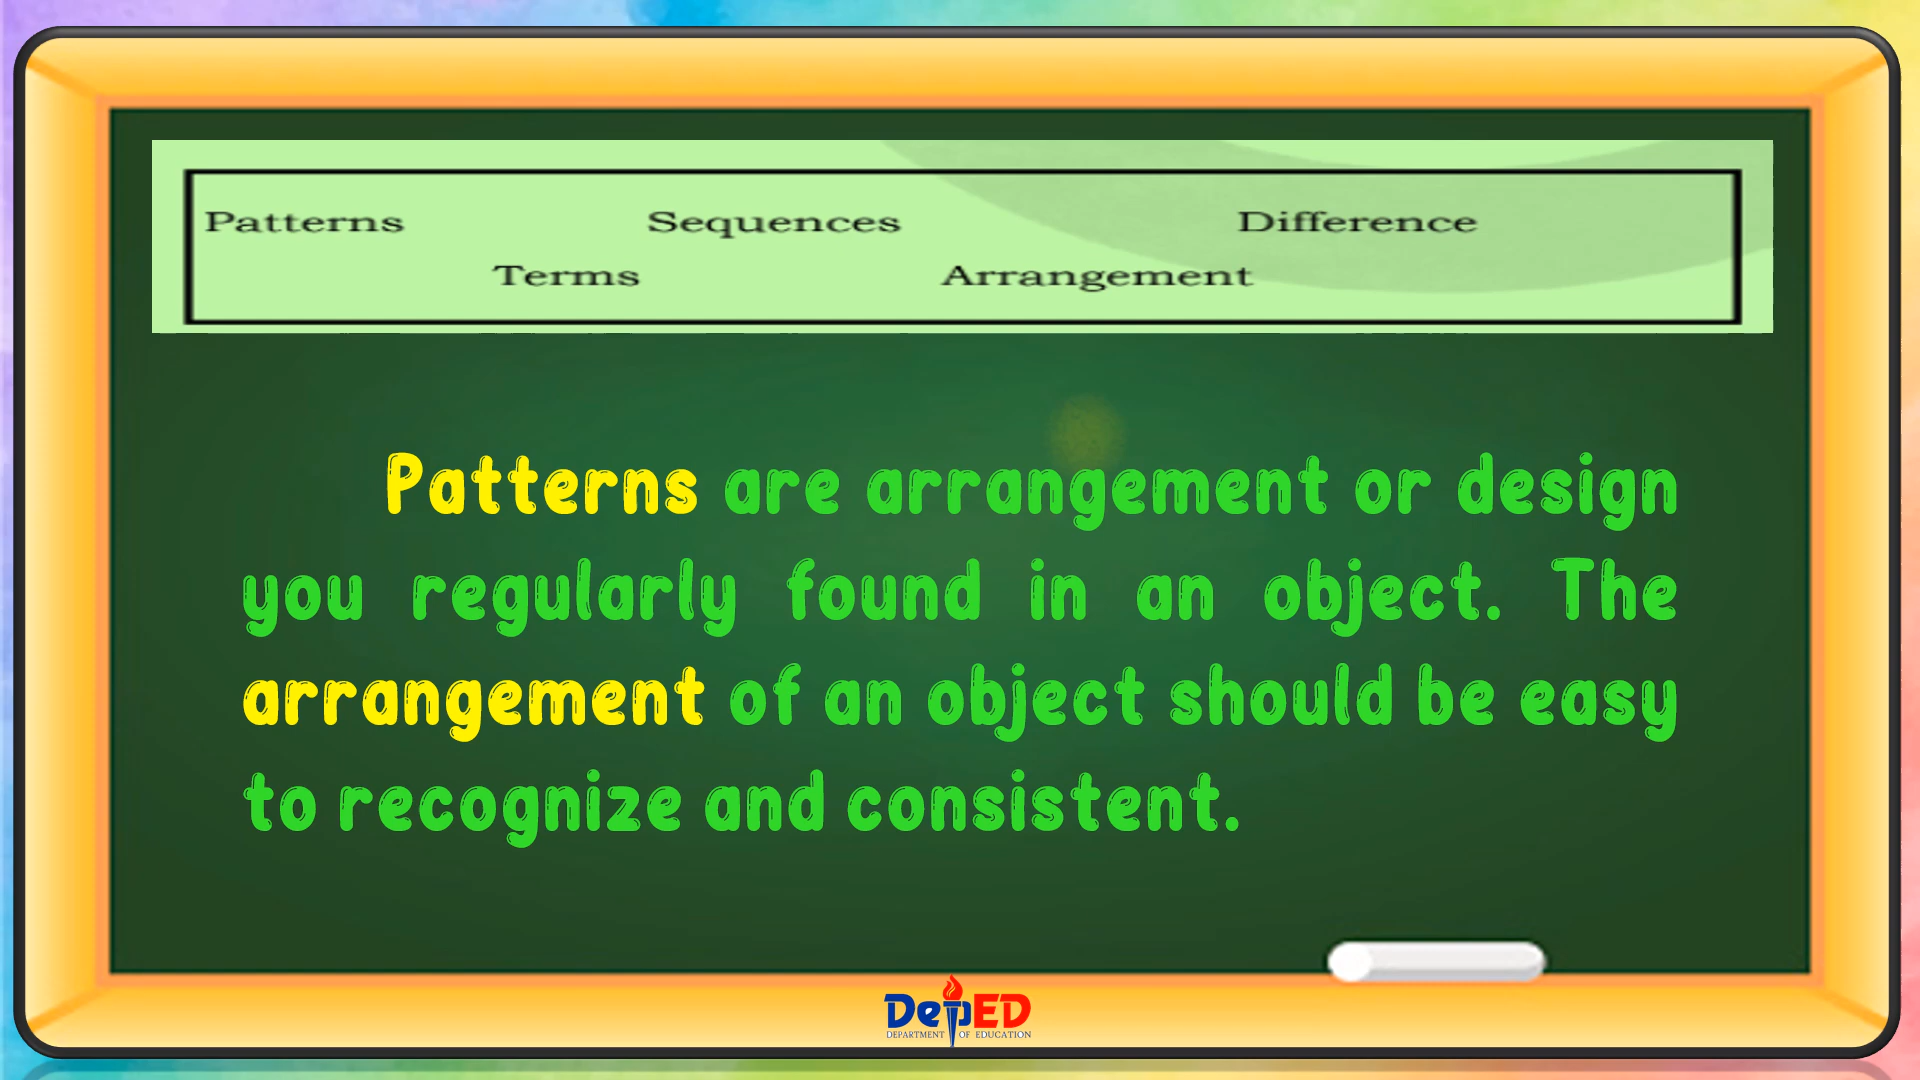 Patterns Sequences Difference
Terms Arrangement
Patterns are arrangement or design
you regularly found in an object. The
arrangement of an object should be easy
to recognize and consistent.
DepED
DEPARTMENT OF EDUCATION